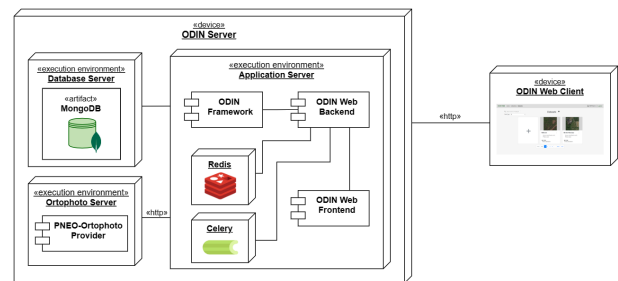 «device»
ODIN Server
«execution environment»
Database Server
«artifact»
MongoDB
«execution environment»
Ortophoto Server
PNEO-Ortophoto
Provider
«http»
«execution environment»
Application Server
ODIN
Framework
ODIN Web
Backend
Redis
ODIN Web
Frontend
Celery
«http»
«device»
ODIN Web Client